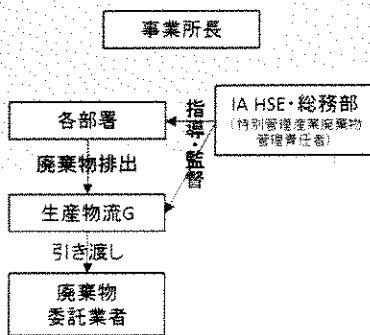 事業所長
各部署
指導・監督
IA HSE・総務部
(特別管理産業廃棄物
管理責任者)
廃棄物排出
生産物流G
引き渡し
廃棄物
委託業者